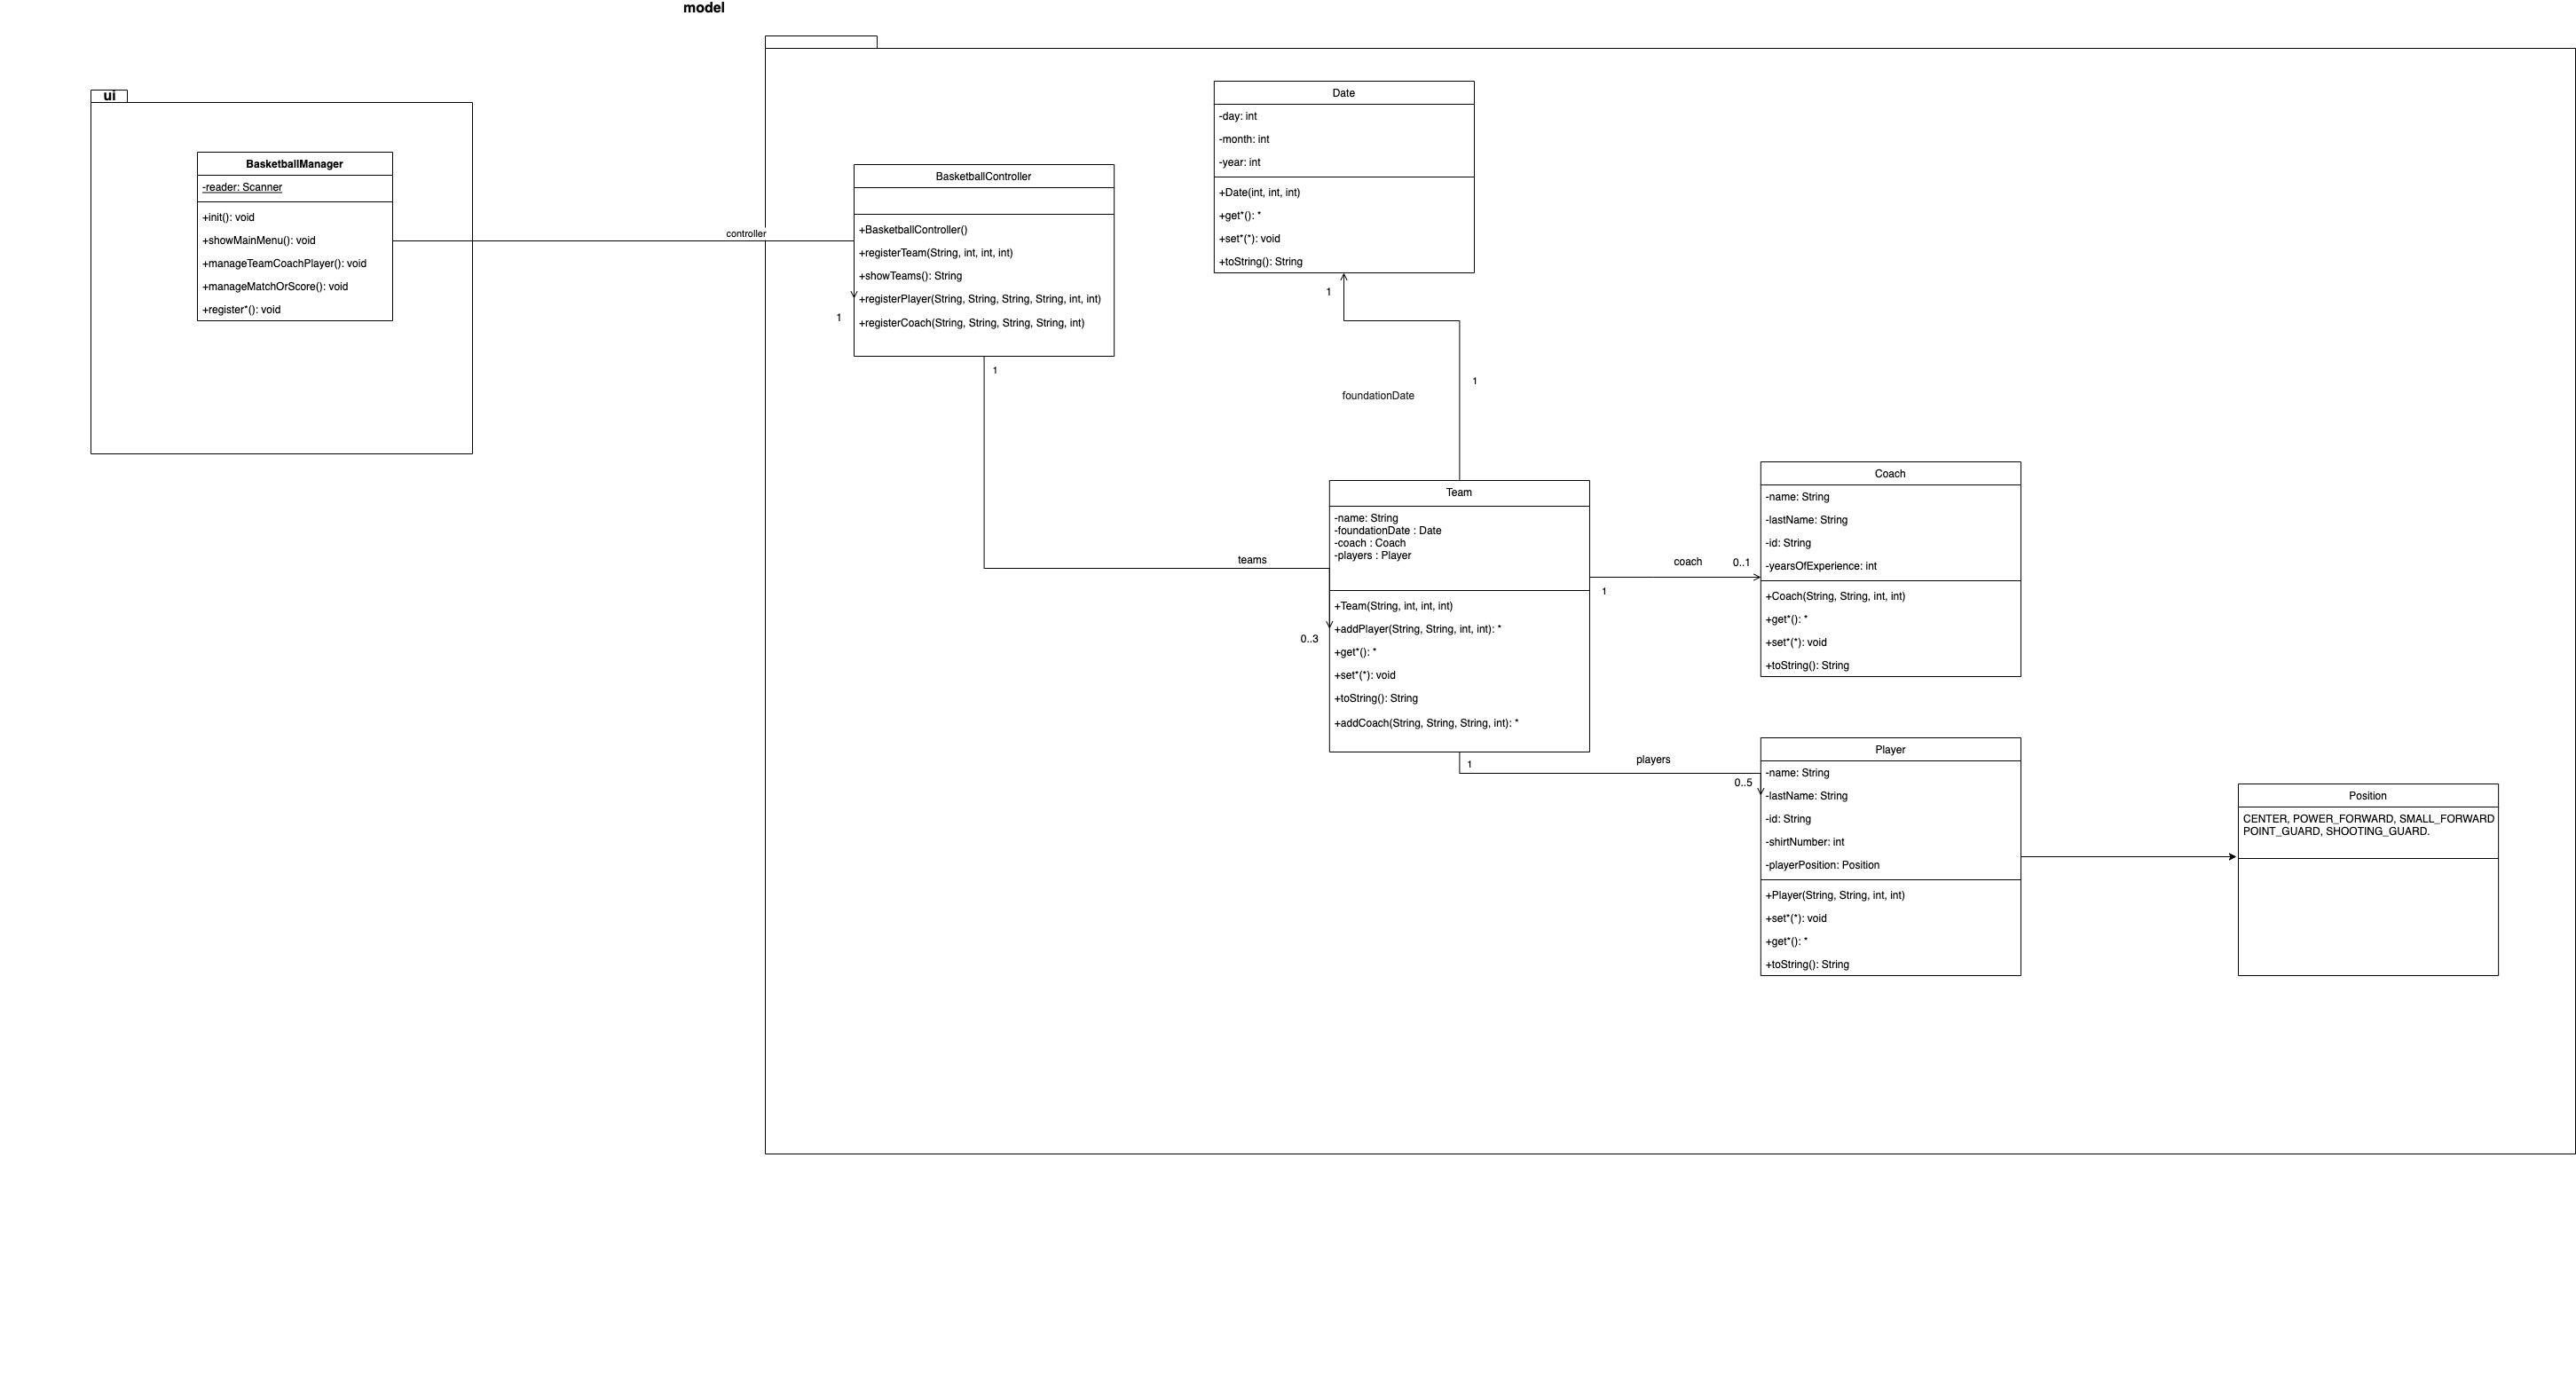 model
ui
BasketballManager
-reader: Scanner
+init(): void
+showMainMenu(): void
+manageTeamCoachPlayer(): void
+manageMatchOrScore(): void
+register*(): void
controller
1
BasketballController
+BasketballController()
+registerTeam(String, int, int, int)
+showTeams(): String
+registerPlayer(String, String, String, String, int, int)
+registerCoach(String, String, String, String, int)
1
Date
-day: int
-month: int
-year: int
+Date(int, int, int)
+get*(): *
+set*(*): void
+toString(): String
1
1
foundationDate
teams
0..3
Team
-name: String
-foundationDate : Date
-coach : Coach
-players : Player
+Team(String, int, int, int)
+addPlayer(String, String, int, int): *
+get*(): *
+set*(*): void
+toString(): String
+addCoach(String, String, String, int): *
coach
0..1
1
Coach
-name: String
-lastName: String
-id: String
-yearsOfExperience: int
+Coach(String, String, int, int)
+get*(): *
+set*(*): void
+toString(): String
1
players
0..5
Player
-name: String
-lastName: String
-id: String
-shirtNumber: int
-playerPosition: Position
+Player(String, String, int, int)
+set*(*): void
+get*(): *
+toString(): String
Position
CENTER, POWER_FORWARD, SMALL_FORWARD
POINT_GUARD, SHOOTING_GUARD.